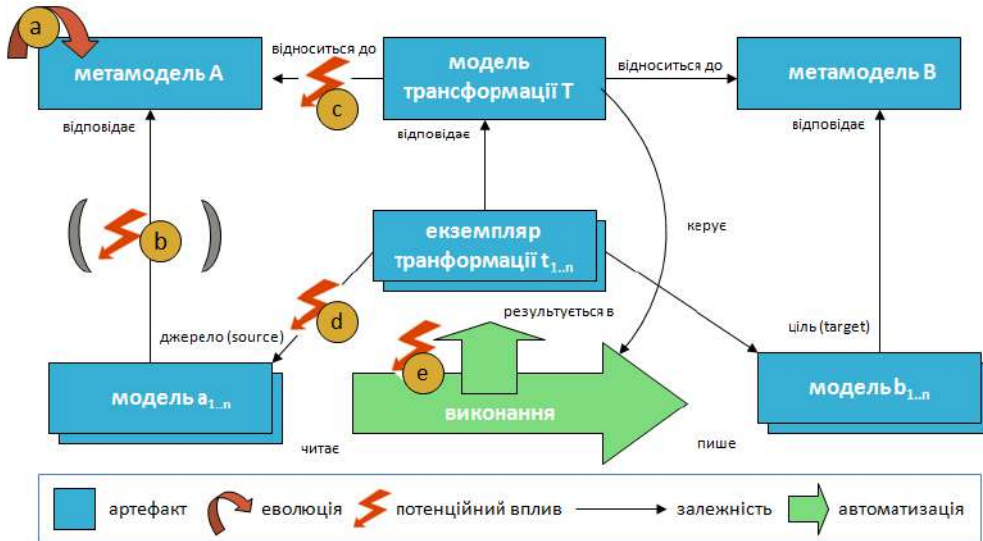 a
метамодель А
відноситься до
модель
трансформації Т
відноситься до
метамодель В
c
відповідає
відповідає
відповідає
b
екземпляр
транформації t1..n
керує
d
джерело (source)
результується в
ціль (target)
e
модель a1..n
виконання
модель b1..n
читає
пише
артефакт
еволюція
потенційний вплив
залежність
автоматизація